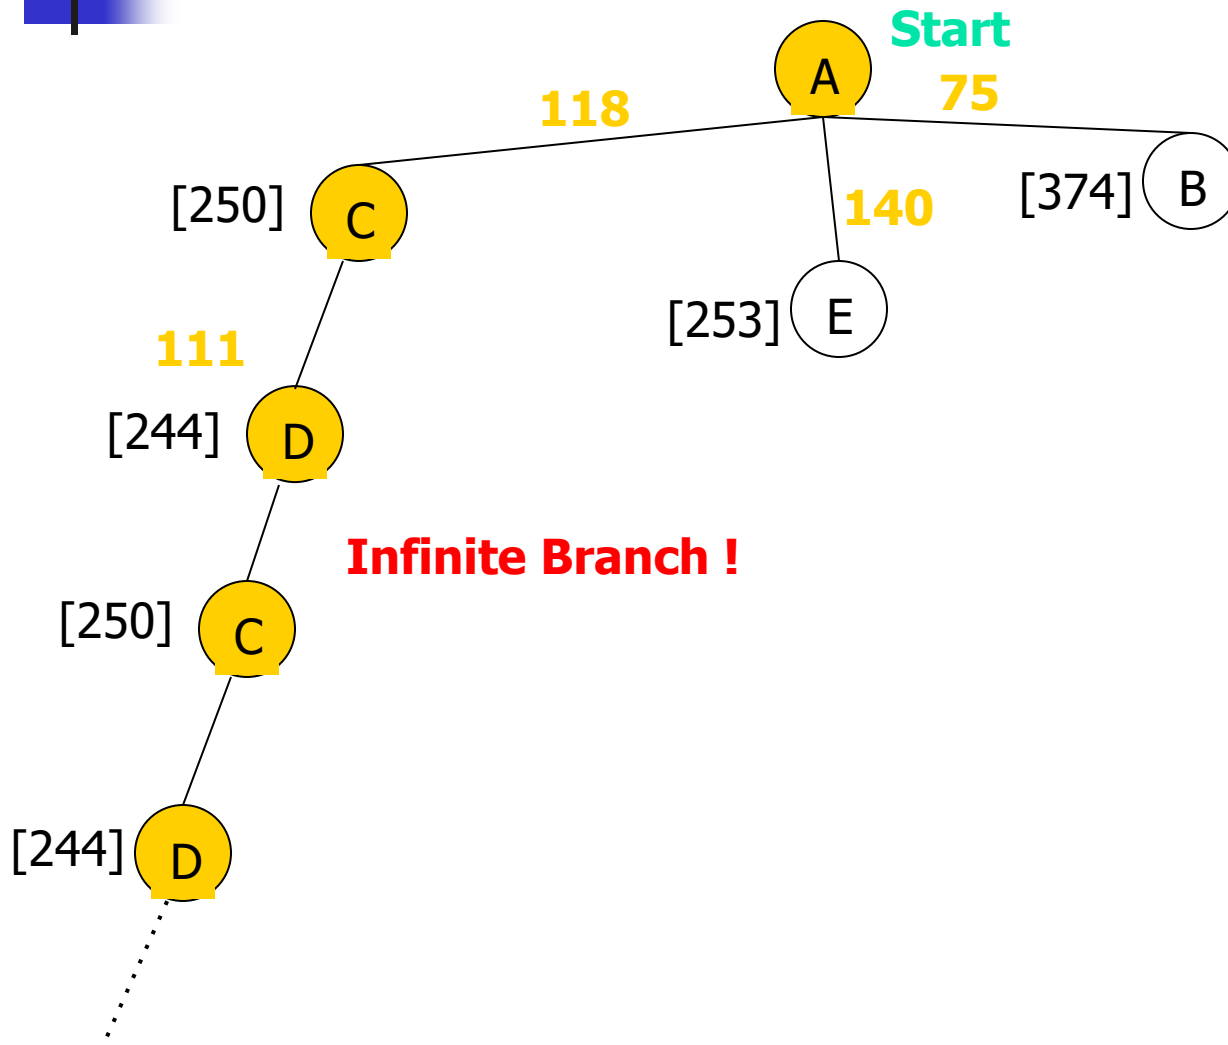 Start
A
75
118
[250]
C
140
[374]
B
[253]
E
111
[244]
D
Infinite Branch !
[250]
C
[244]
D